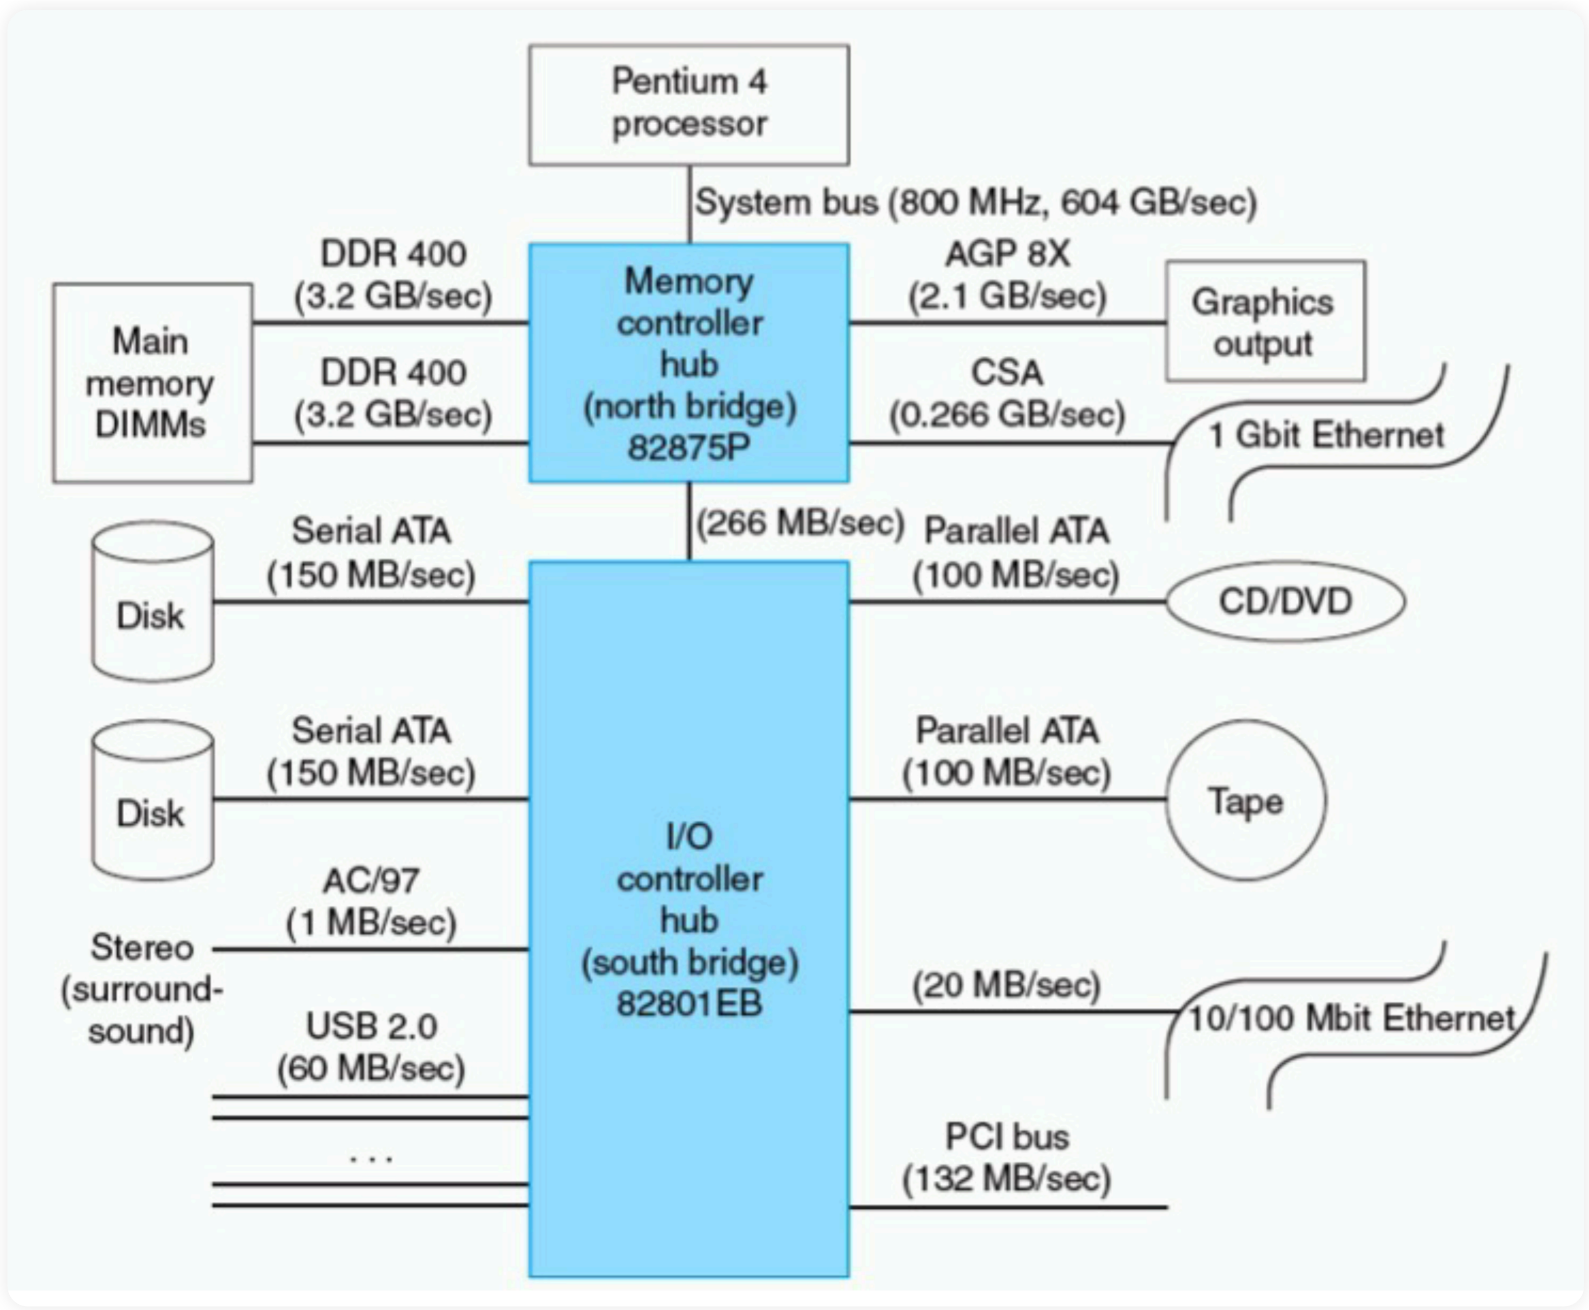 Pentium 4
processor
System bus (800 MHz, 604 GB/sec)
DDR 400
(3.2 GB/sec)
Memory
controller
hub
(north bridge)
82875P
AGP 8X
(2.1 GB/sec)
Graphics
output
Main
memory
DIMMs
DDR 400
(3.2 GB/sec)
CSA
(0.266 GB/sec)
1 Gbit Ethernet
(266 MB/sec)
Serial ATA
(150 MB/sec)
Disk
Parallel ATA
(100 MB/sec)
CD/DVD
Serial ATA
(150 MB/sec)
Disk
Parallel ATA
(100 MB/sec)
Tape
I/O
controller
hub
(south bridge)
82801EB
AC/97
(1 MB/sec)
Stereo
(surround-
sound)
(20 MB/sec)
10/100 Mbit Ethernet
USB 2.0
(60 MB/sec)
. . .
PCI bus
(132 MB/sec)